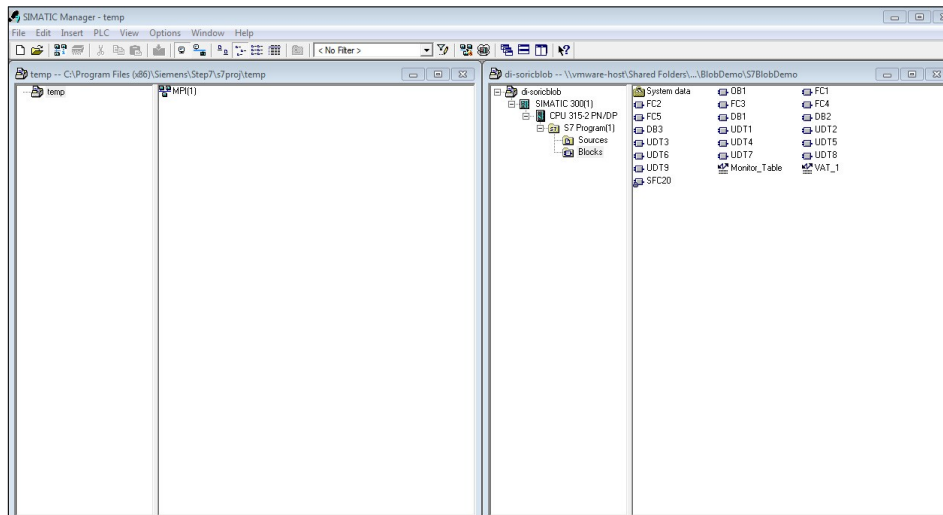 SIMATIC Manager - temp
File Edit Insert PLC View Options Window Help
< No Filter >
temp -- C:\Program Files (x86)\Siemens\Step7\s7proj\temp
temp
MPI(1)
di-soricblob -- \\vmware-host\Shared Folders\...\BlobDemo\S7BlobDemo
di-soricblob
SIMATIC 300(1)
CPU 315-2 PN/DP
S7 Program(1)
Sources
Blocks
System data OB1 FC1
FC2 FC3 FC4
FC5 DB1 DB2
DB3 UDT1 UDT2
UDT3 UDT4 UDT5
UDT6 UDT7 UDT8
UDT9 Monitor_Table VAT_1
SFC20